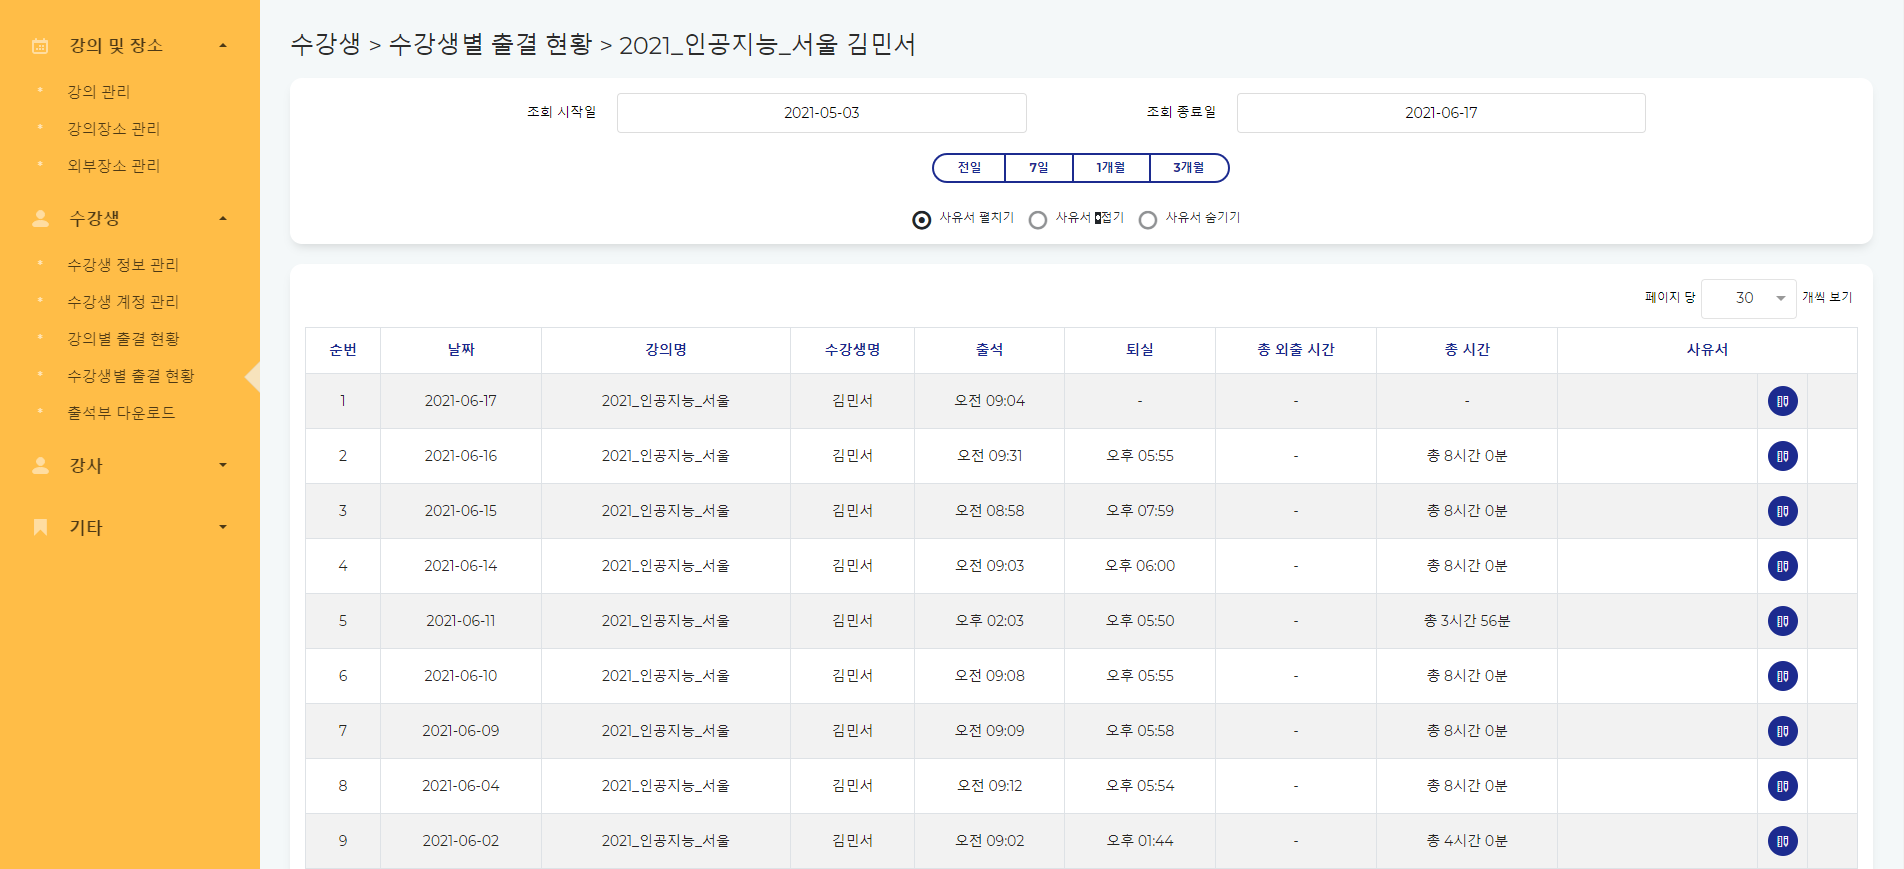 강의 및 장소
강의 관리
강의장소 관리
외부장소 관리
수강생
수강생 정보 관리
수강생 계정 관리
강의별 출결 현황
수강생별 출결 현황
출석부 다운로드
강사
기타
수강생 > 수강생별 출결 현황 > 2021_인공지능_서울 김민서
조회 시작일 2021-05-03 조회 종료일 2021-06-17
전일 7일 1개월 3개월
사유서 펼치기 사유서 접기 사유서 숨기기
페이지 당 30 개씩 보기
순번 날짜 강의명 수강생명 출석 퇴실 총 외출 시간 총 시간 사유서
1 2021-06-17 2021_인공지능_서울 김민서 오전 09:04 - - -
2 2021-06-16 2021_인공지능_서울 김민서 오전 09:31 오후 05:55 - 총 8시간 0분
3 2021-06-15 2021_인공지능_서울 김민서 오전 08:58 오후 07:59 - 총 8시간 0분
4 2021-06-14 2021_인공지능_서울 김민서 오전 09:03 오후 06:00 - 총 8시간 0분
5 2021-06-11 2021_인공지능_서울 김민서 오후 02:03 오후 05:50 - 총 3시간 56분
6 2021-06-10 2021_인공지능_서울 김민서 오전 09:08 오후 05:55 - 총 8시간 0분
7 2021-06-09 2021_인공지능_서울 김민서 오전 09:09 오후 05:58 - 총 8시간 0분
8 2021-06-04 2021_인공지능_서울 김민서 오전 09:12 오후 05:54 - 총 8시간 0분
9 2021-06-02 2021_인공지능_서울 김민서 오전 09:02 오후 01:44 - 총 4시간 0분